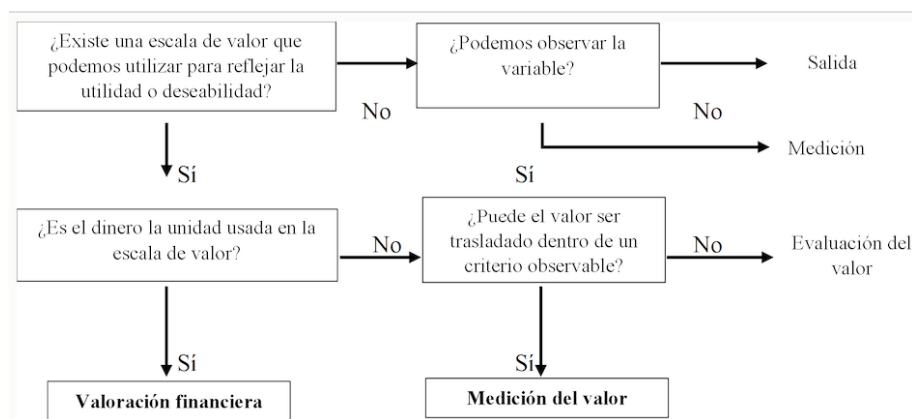 ¿Existe una escala de valor que
podemos utilizar para reflejar la
utilidad o deseabilidad?
No
¿Podemos observar la
variable?
No
Salida
Medición
Sí
Sí
¿Es el dinero la unidad usada en la
escala de valor?
No
¿Puede el valor ser
trasladado dentro de un
criterio observable?
No
Evaluación del
valor
Sí
Sí
Valoración financiera
Medición del valor